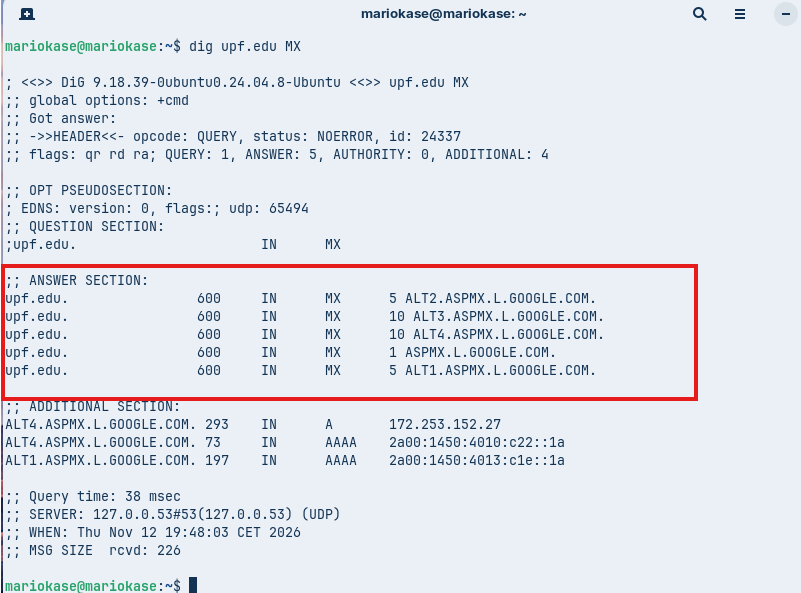 mariokase@mariokase: ~
mariokase@mariokase:~$ dig upf.edu MX
; <<>> DiG 9.18.39-0ubuntu0.24.04.8-Ubuntu <<>> upf.edu MX
;; global options: +cmd
;; Got answer:
;; ->>HEADER<<- opcode: QUERY, status: NOERROR, id: 24337
;; flags: qr rd ra; QUERY: 1, ANSWER: 5, AUTHORITY: 0, ADDITIONAL: 4
;; OPT PSEUDOSECTION:
; EDNS: version: 0, flags:; udp: 65494
;; QUESTION SECTION:
;upf.edu. IN MX
;; ANSWER SECTION:
upf.edu. 600 IN MX 5 ALT2.ASPMX.L.GOOGLE.COM.
upf.edu. 600 IN MX 10 ALT3.ASPMX.L.GOOGLE.COM.
upf.edu. 600 IN MX 10 ALT4.ASPMX.L.GOOGLE.COM.
upf.edu. 600 IN MX 1 ASPMX.L.GOOGLE.COM.
upf.edu. 600 IN MX 5 ALT1.ASPMX.L.GOOGLE.COM.
;; ADDITIONAL SECTION:
ALT4.ASPMX.L.GOOGLE.COM. 293 IN A 172.253.152.27
ALT4.ASPMX.L.GOOGLE.COM. 73 IN AAAA 2a00:1450:4010:c22::1a
ALT1.ASPMX.L.GOOGLE.COM. 197 IN AAAA 2a00:1450:4013:c1e::1a
;; Query time: 38 msec
;; SERVER: 127.0.0.53#53(127.0.0.53) (UDP)
;; WHEN: Thu Nov 12 19:48:03 CET 2026
;; MSG SIZE rcvd: 226
mariokase@mariokase:~$